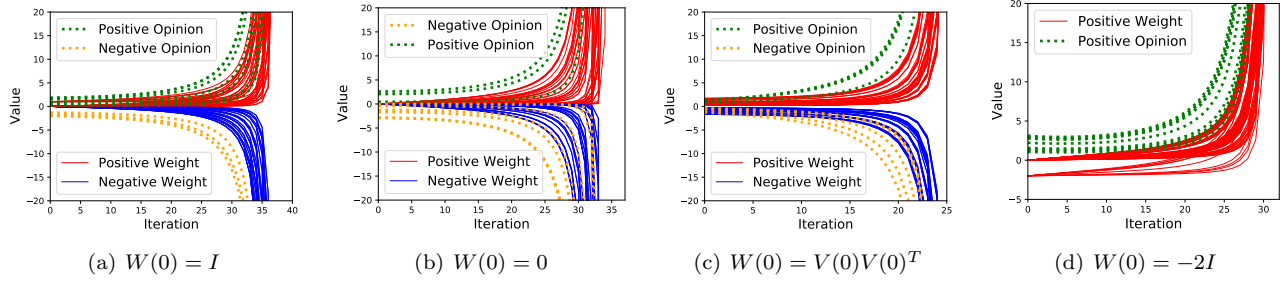 20
15
10
5
0
−5
−10
−15
−20
Value
0 5 10 15 20 25 30 35 40
Iteration
Positive Opinion
Negative Opinion
Positive Weight
Negative Weight
(a) W(0) = I
20
15
10
5
0
−5
−10
−15
−20
Value
0 5 10 15 20 25 30 35
Iteration
Negative Opinion
Positive Opinion
Positive Weight
Negative Weight
(b) W(0) = 0
20
15
10
5
0
−5
−10
−15
−20
Value
0 5 10 15 20 25
Iteration
Positive Opinion
Negative Opinion
Positive Weight
Negative Weight
(c) W(0) = V(0)V(0)^T
20
15
10
5
0
−5
Value
0 5 10 15 20 25 30
Iteration
Positive Weight
Positive Opinion
(d) W(0) = −2I